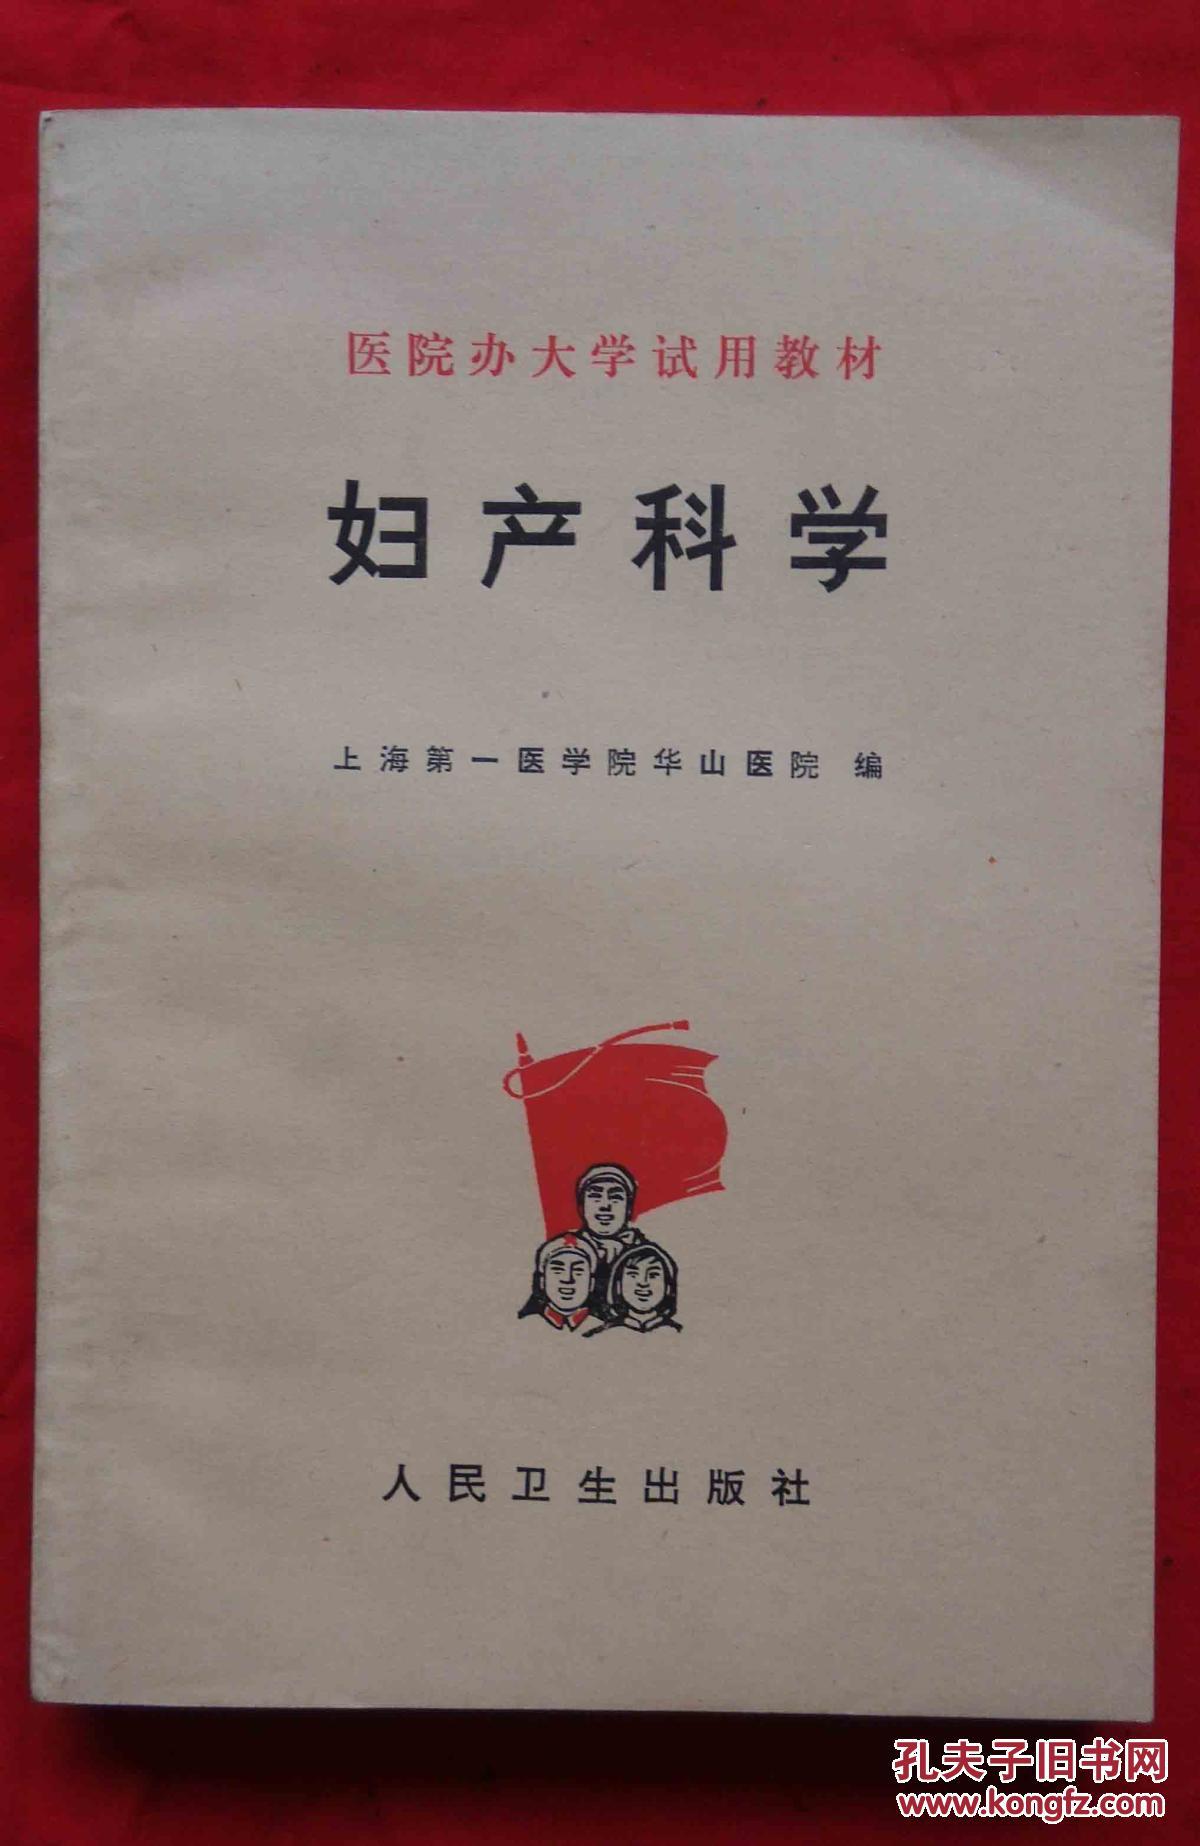 医院办大学试用教材
妇产科学
上海第一医学院华山医院 编
人民卫生出版社
孔夫子旧书网
www.kongfz.com